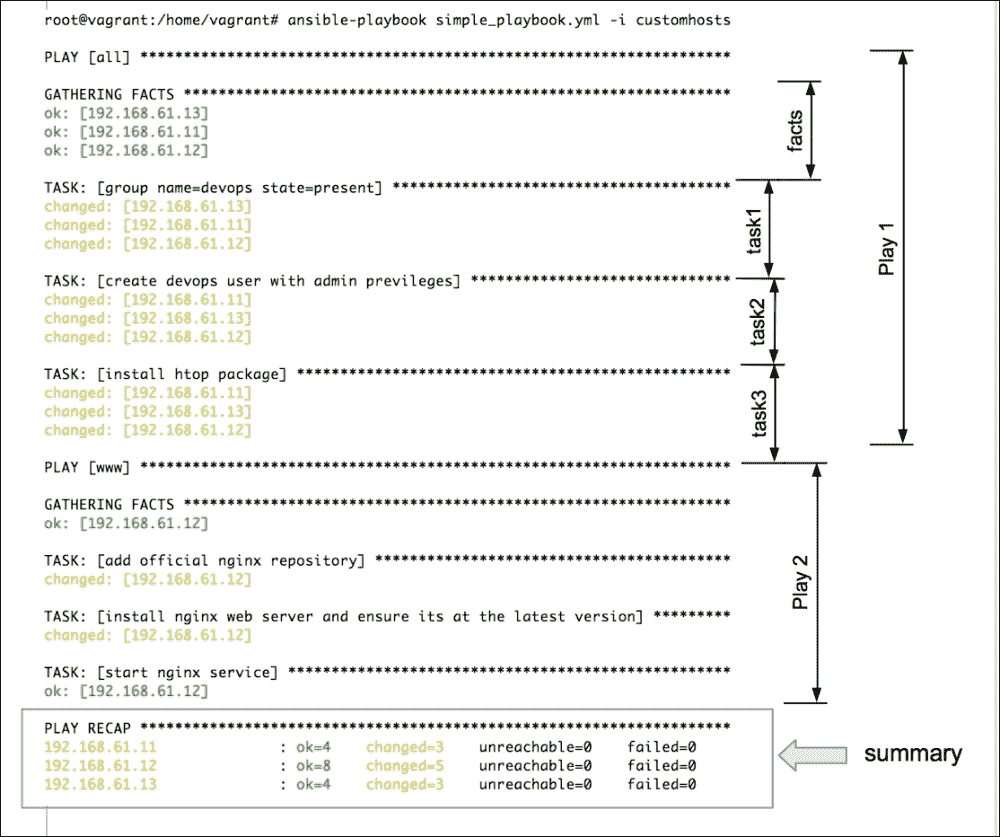 root@vagrant:/home/vagrant# ansible-playbook simple_playbook.yml -i customhosts
PLAY [all] ********************************************************************
GATHERING FACTS ***************************************************************
ok: [192.168.61.13]
ok: [192.168.61.11]
ok: [192.168.61.12]
facts
TASK: [group name=devops state=present] ***************************************
changed: [192.168.61.13]
changed: [192.168.61.11]
changed: [192.168.61.12]
task1
TASK: [create devops user with admin previleges] ******************************
changed: [192.168.61.11]
changed: [192.168.61.13]
changed: [192.168.61.12]
task2
TASK: [install htop package] **************************************************
changed: [192.168.61.11]
changed: [192.168.61.13]
changed: [192.168.61.12]
task3
Play 1
PLAY [www] ********************************************************************
GATHERING FACTS ***************************************************************
ok: [192.168.61.12]
TASK: [add official nginx repository] *****************************************
changed: [192.168.61.12]
TASK: [install nginx web server and ensure its at the latest version] *********
changed: [192.168.61.12]
TASK: [start nginx service] ***************************************************
ok: [192.168.61.12]
Play 2
PLAY RECAP ********************************************************************
192.168.61.11 : ok=4 changed=3 unreachable=0 failed=0
192.168.61.12 : ok=8 changed=5 unreachable=0 failed=0
192.168.61.13 : ok=4 changed=3 unreachable=0 failed=0
summary